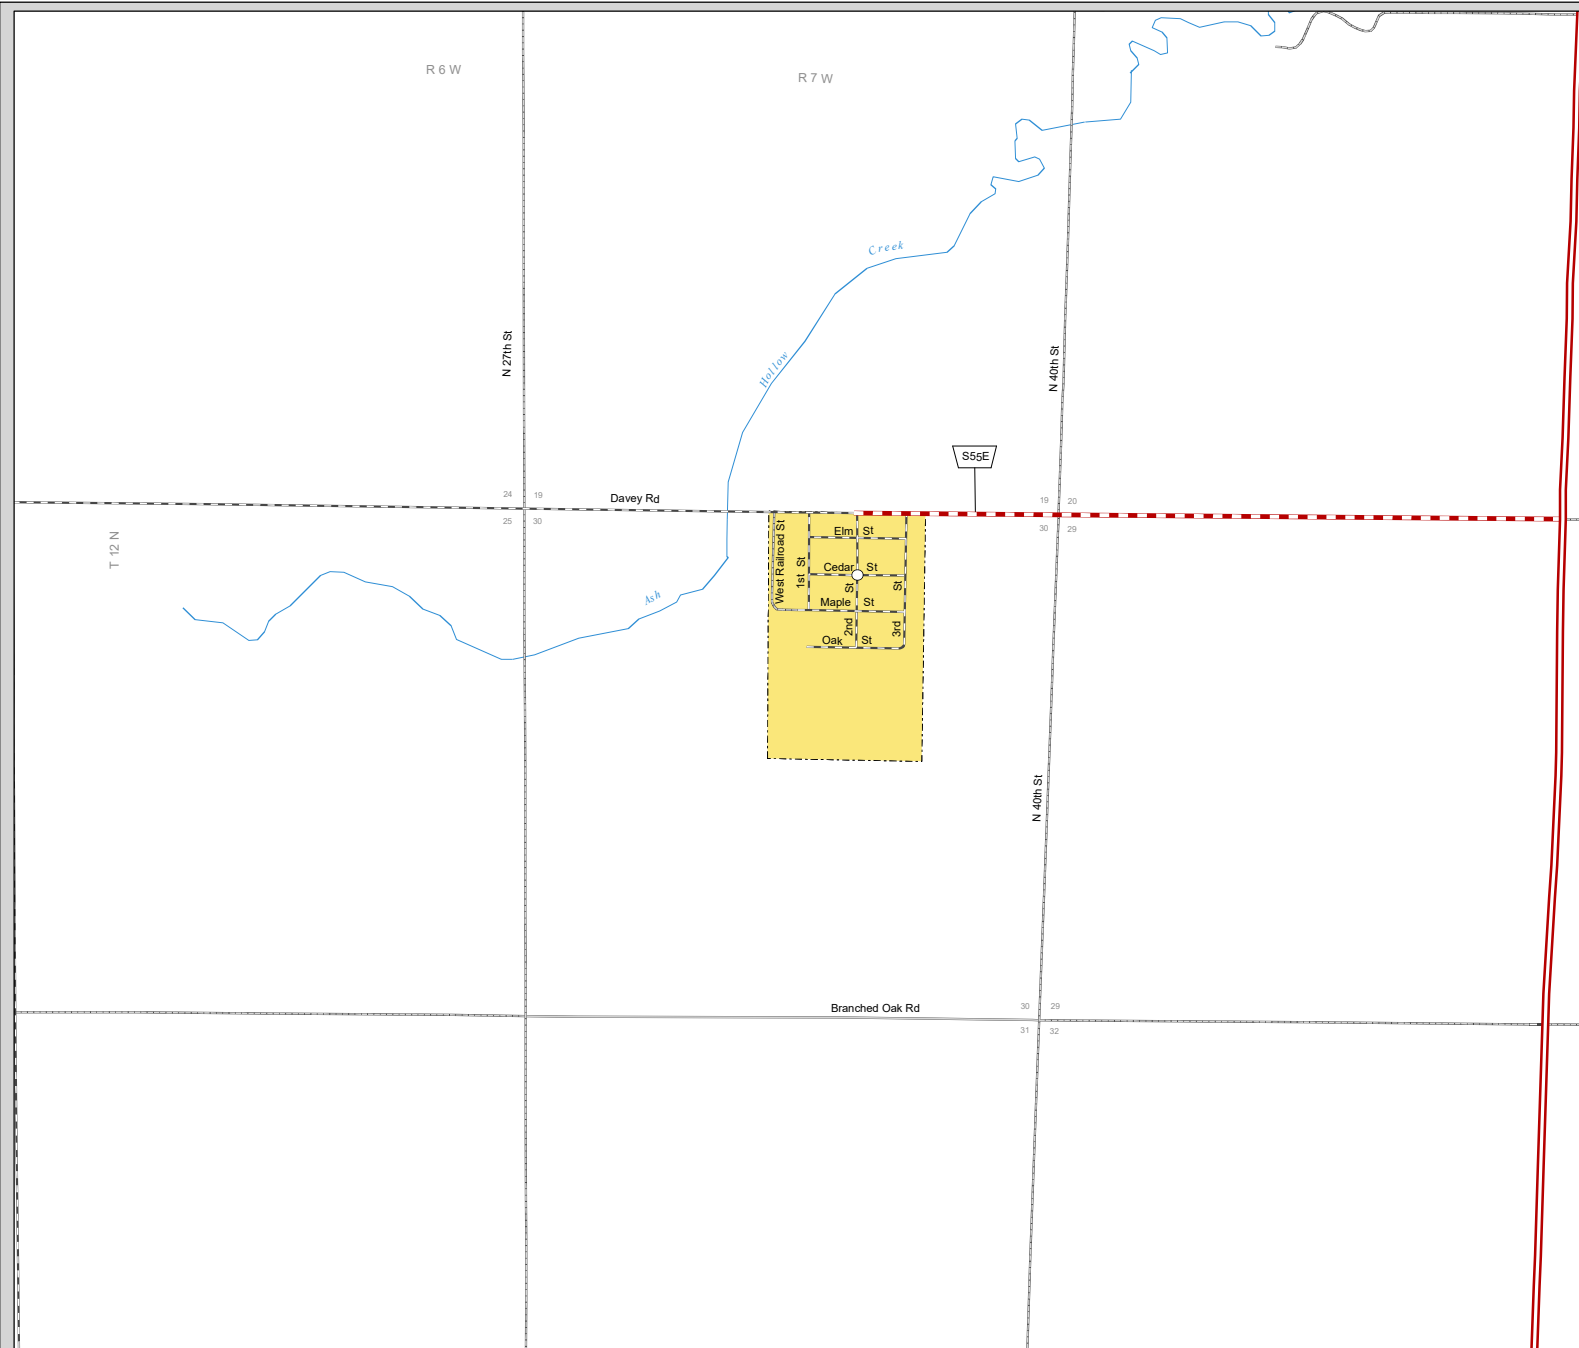 R 6 W
R 7 W
Creek
N 27th St
N 40th St
Hollow
S55E
24 19
Davey Rd
19 20
25 30
30 29
T 12 N
West Railroad St
Elm St
1st St
Cedar St
2nd St
3rd St
Ash
Maple St
Oak St
N 40th St
Branched Oak Rd
30 29
31 32